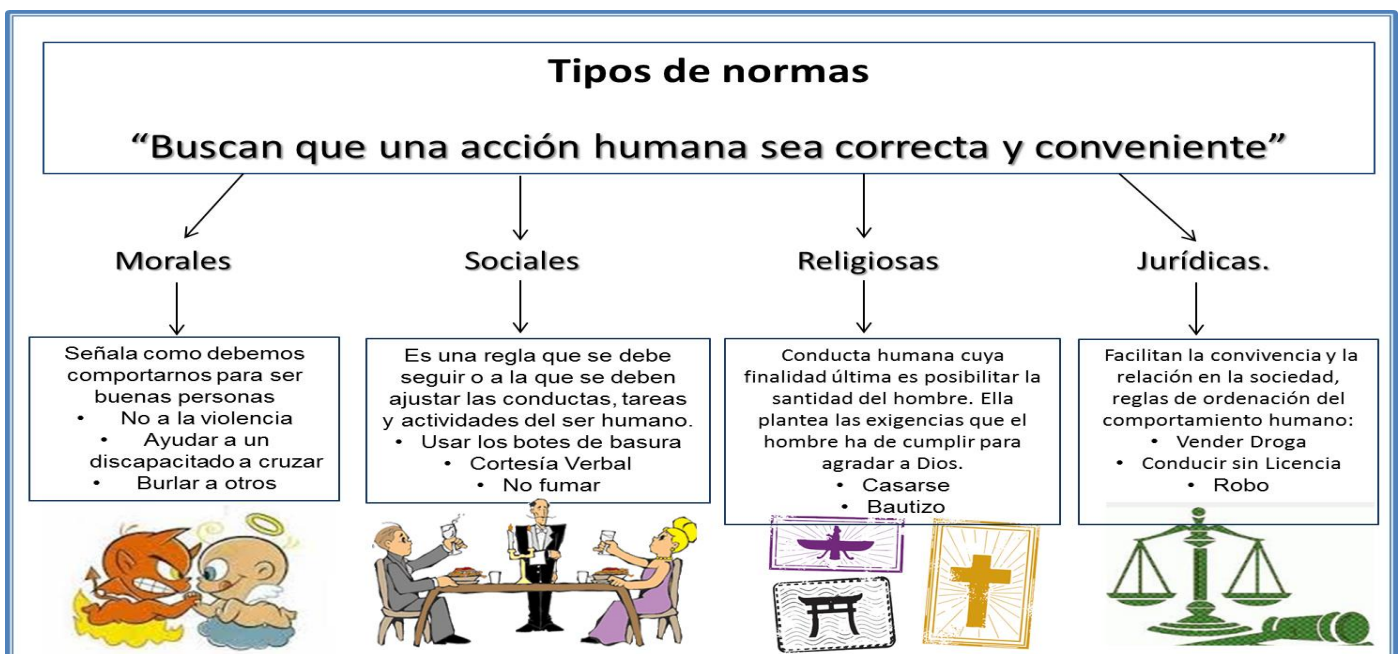 Tipos de normas
“Buscan que una acción humana sea correcta y conveniente”
Morales
Sociales
Religiosas
Jurídicas.
Señala como debemos
comportarnos para ser
buenas personas
• No a la violencia
• Ayudar a un
discapacitado a cruzar
• Burlar a otros
Es una regla que se debe
seguir o a la que se deben
ajustar las conductas, tareas
y actividades del ser humano.
• Usar los botes de basura
• Cortesía Verbal
• No fumar
Conducta humana cuya
finalidad última es posibilitar la
santidad del hombre. Ella
plantea las exigencias que el
hombre ha de cumplir para
agradar a Dios.
• Casarse
• Bautizo
Facilitan la convivencia y la
relación en la sociedad,
reglas de ordenación del
comportamiento humano:
• Vender Droga
• Conducir sin Licencia
• Robo